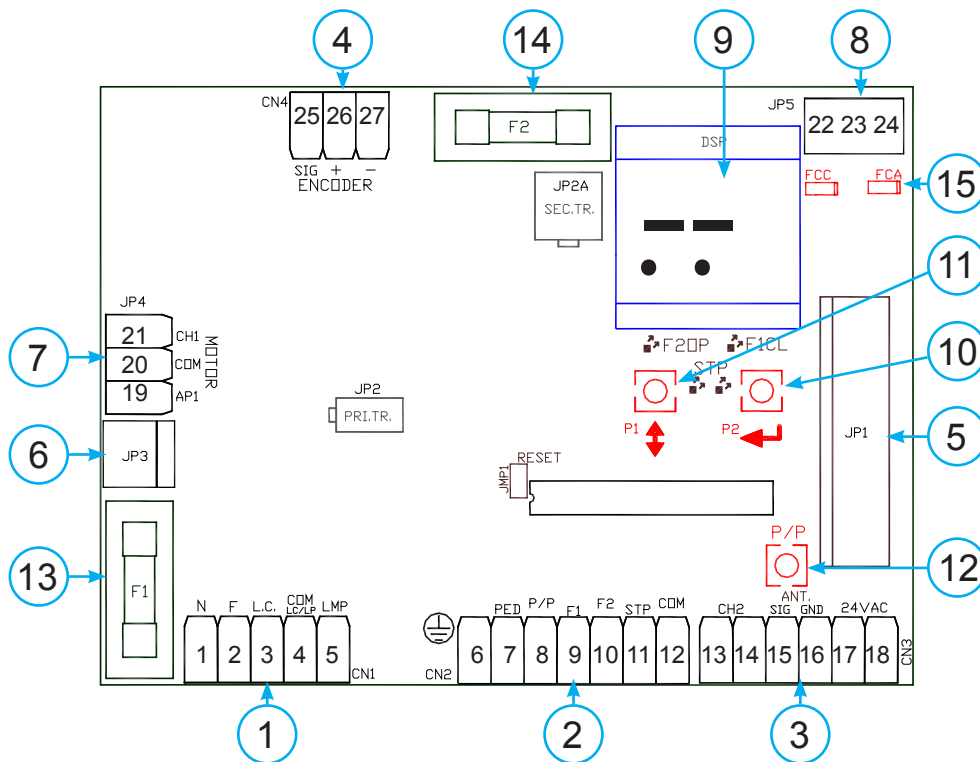 4 14 9 8
CN4 25 26 27
SIG + -
ENCODER
F2
DSP
JP5 22 23 24
FCC FCA
15
JP2A
SEC.TR.
11
JP4
21 CH1
20 COM
19 AP1
MOTOR
7
F2OP F1CL
STP
10
P1 P2
JP2
PRI.TR.
JP1
5
6
JP3
RESET
JMP1
P/P
12
13
F1
N F L.C. COM LC/LP LMP
1 2 3 4 5
CN1
PED P/P F1 F2 STP COM
CN2 6 7 8 9 10 11 12
ANT.
CH2 SIG GND 24VAC
13 14 15 16 17 18
CN3
1 2 3